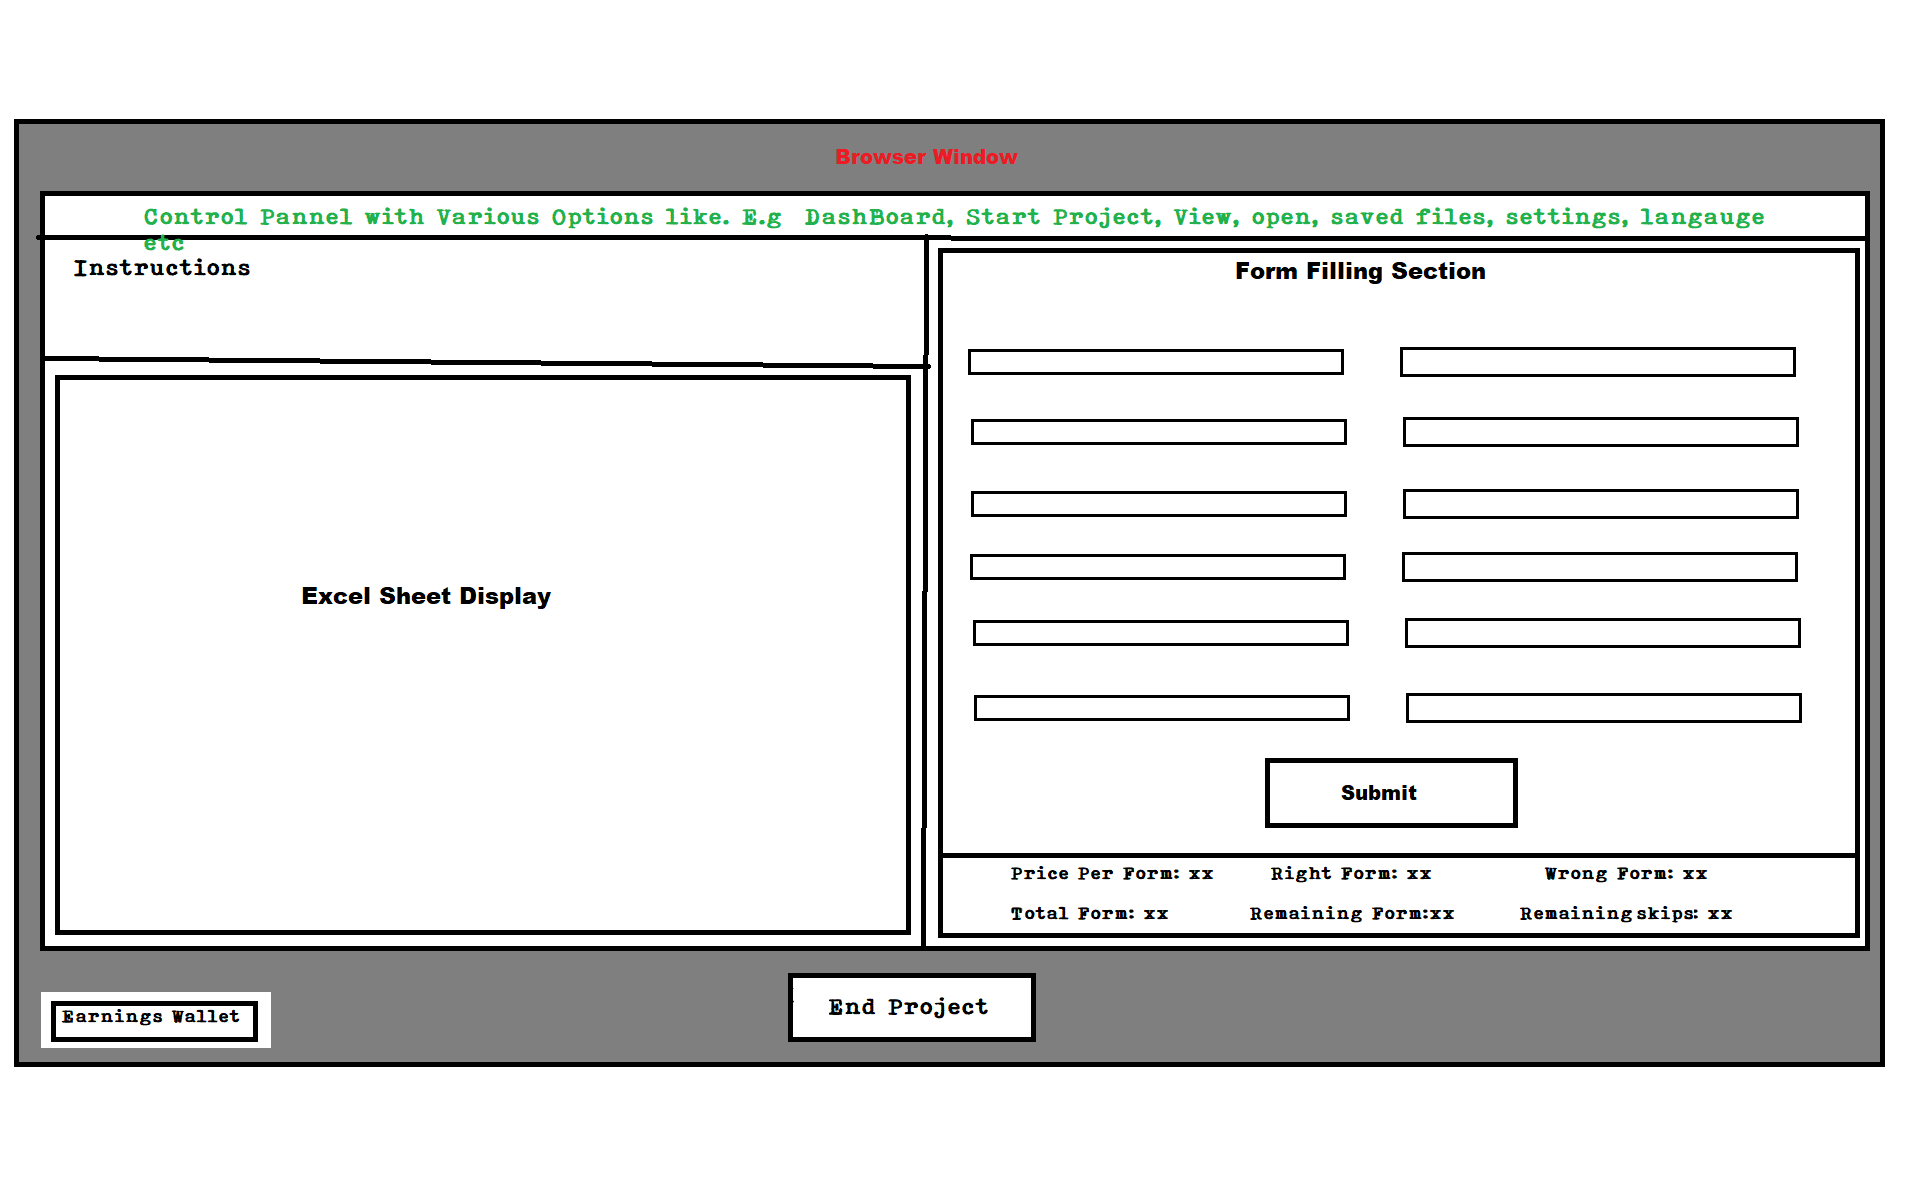 Browser Window
Control Pannel with Various Options like. E.g DashBoard, Start Project, View, open, saved files, settings, langauge
etc
Instructions
Form Filling Section
Excel Sheet Display
Submit
Price Per Form: xx Right Form: xx Wrong Form: xx
Total Form: xx Remaining Form:xx Remaining skips: xx
End Project
Earnings Wallet